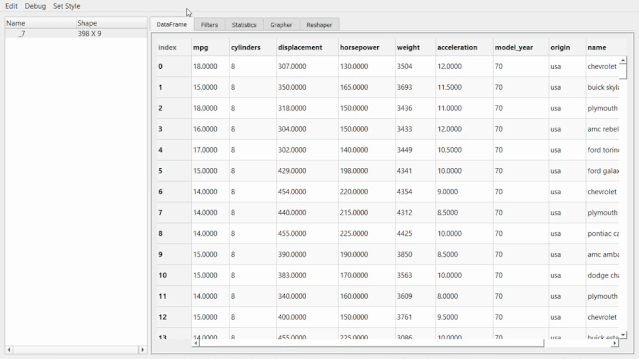 Edit Debug Set Style
Name Shape
_7 398 X 9
DataFrame Filters Statistics Grapher Reshaper
index mpg cylinders displacement horsepower weight acceleration model_year origin name
0 18.0000 8 307.0000 130.0000 3504 12.0000 70 usa chevrolet
1 15.0000 8 350.0000 165.0000 3693 11.5000 70 usa buick skyl
2 18.0000 8 318.0000 150.0000 3436 11.0000 70 usa plymouth
3 16.0000 8 304.0000 150.0000 3433 12.0000 70 usa amc rebel
4 17.0000 8 302.0000 140.0000 3449 10.5000 70 usa ford torin
5 15.0000 8 429.0000 198.0000 4341 10.0000 70 usa ford galax
6 14.0000 8 454.0000 220.0000 4354 9.0000 70 usa chevrolet
7 14.0000 8 440.0000 215.0000 4312 8.5000 70 usa plymouth
8 14.0000 8 455.0000 225.0000 4425 10.0000 70 usa pontiac ca
9 15.0000 8 390.0000 190.0000 3850 8.5000 70 usa amc amba
10 15.0000 8 383.0000 170.0000 3563 10.0000 70 usa dodge ch
11 14.0000 8 340.0000 160.0000 3609 8.0000 70 usa plymouth
12 15.0000 8 400.0000 150.0000 3761 9.5000 70 usa chevrolet
13 14.0000 8 455.0000 225.0000 3086 10.0000 70 usa buick est